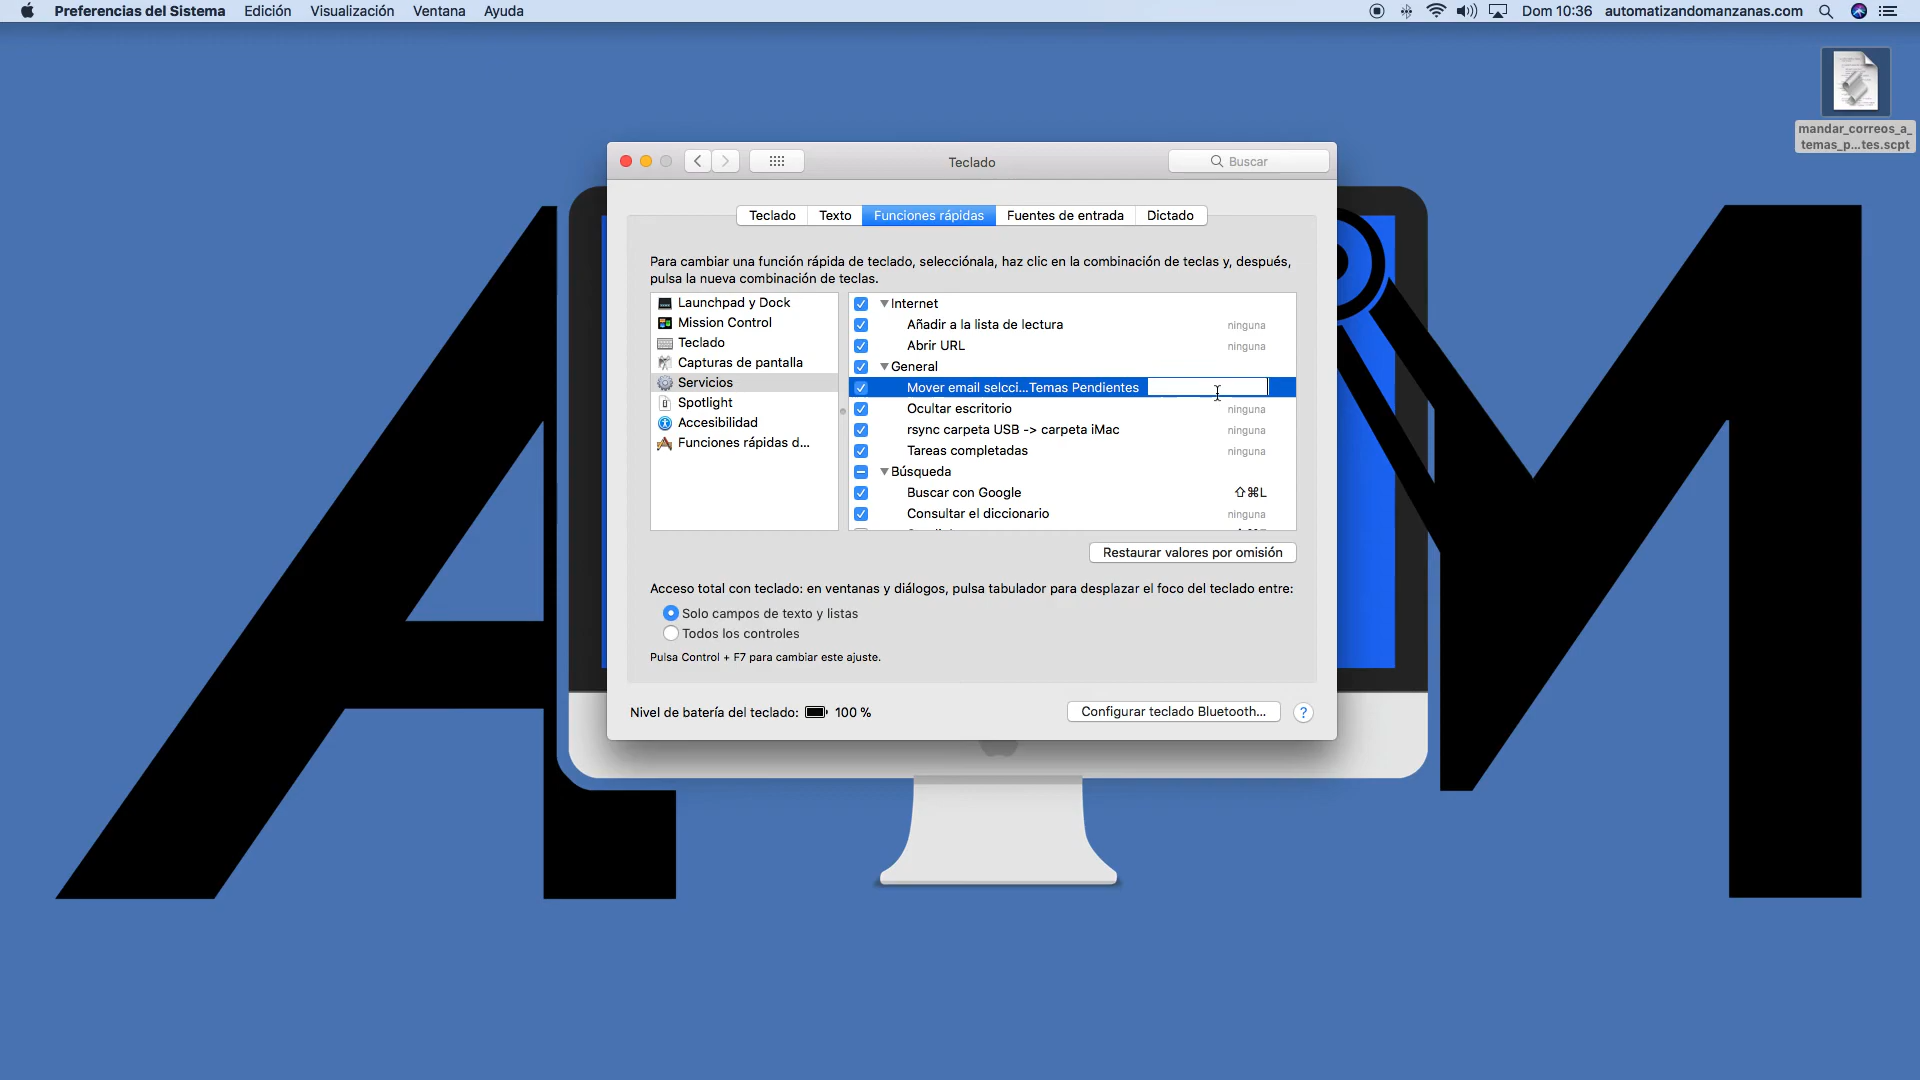 Preferencias del Sistema Edición Visualización Ventana Ayuda Dom 10:36 automatizandomanzanas.com
mandar_correos_a_
temas_p...tes.scpt
Teclado
Buscar
Teclado Texto Funciones rápidas Fuentes de entrada Dictado
Para cambiar una función rápida de teclado, selecciónala, haz clic en la combinación de teclas y, después,
pulsa la nueva combinación de teclas.
Launchpad y Dock
Mission Control
Teclado
Capturas de pantalla
Servicios
Spotlight
Accesibilidad
Funciones rápidas d...
Internet
Añadir a la lista de lectura ninguna
Abrir URL ninguna
General
Mover email selcci...Temas Pendientes
Ocultar escritorio ninguna
rsync carpeta USB -> carpeta iMac ninguna
Tareas completadas ninguna
Búsqueda
Buscar con Google ⇧⌘L
Consultar el diccionario ninguna
Restaurar valores por omisión
Acceso total con teclado: en ventanas y diálogos, pulsa tabulador para desplazar el foco del teclado entre:
Solo campos de texto y listas
Todos los controles
Pulsa Control + F7 para cambiar este ajuste.
Nivel de batería del teclado: 100 %
Configurar teclado Bluetooth...
?
AM